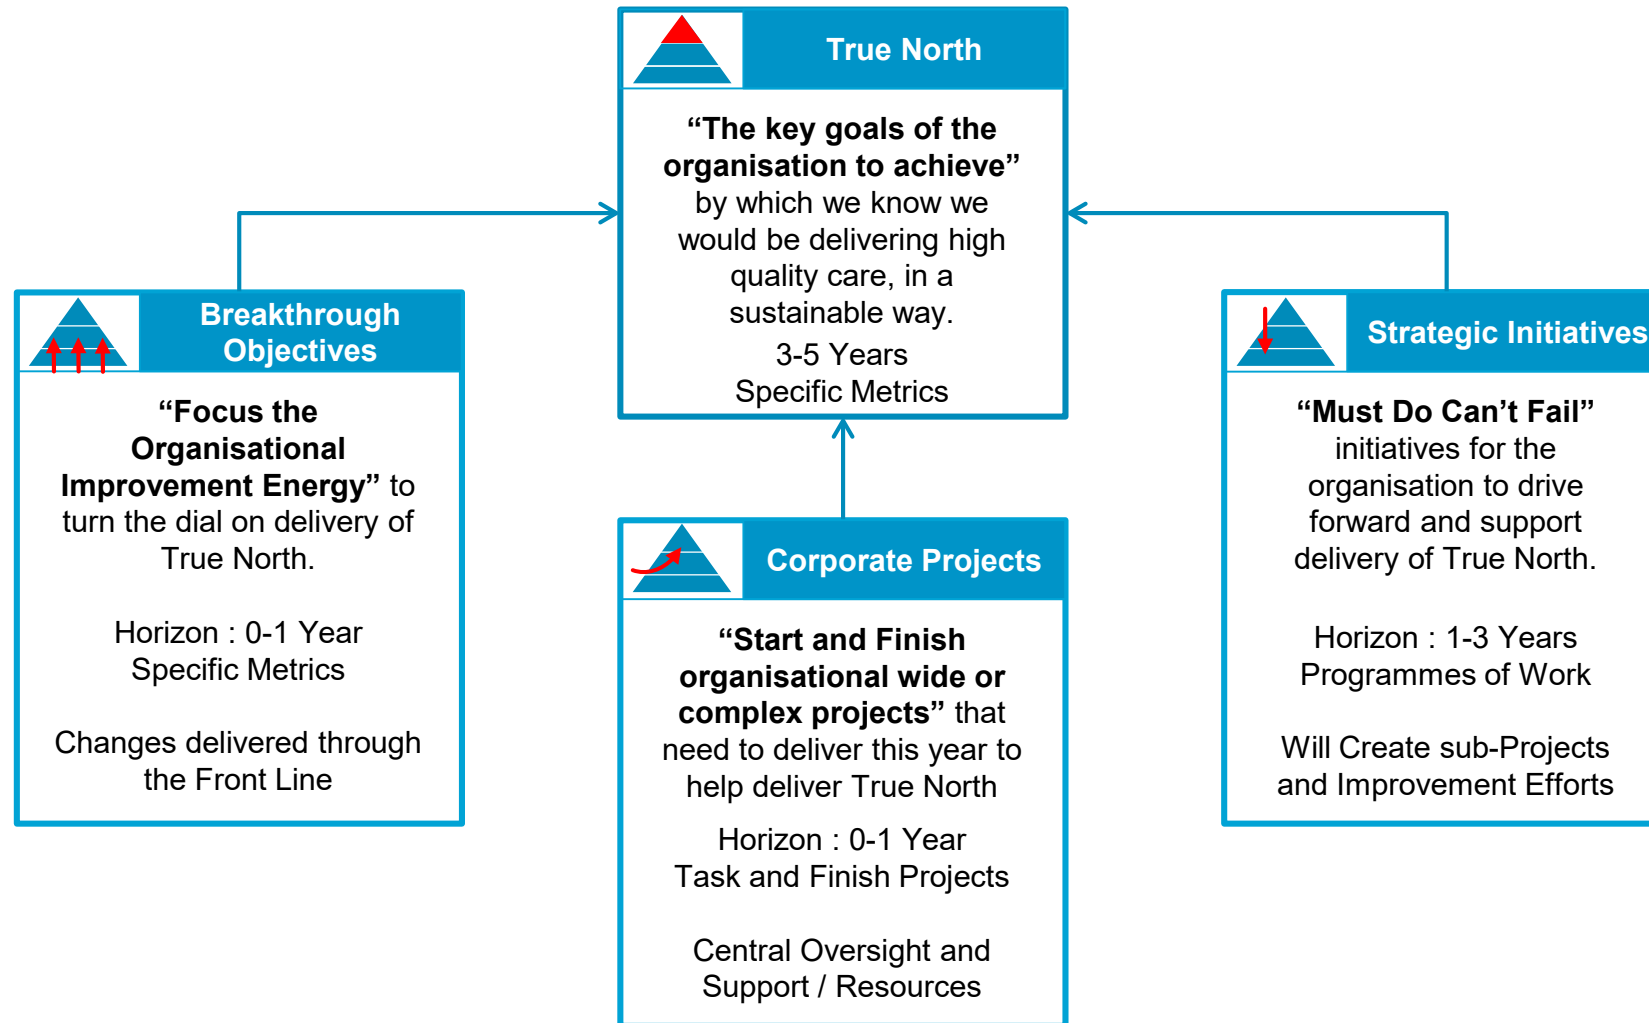 True North
“The key goals of the
organisation to achieve”
by which we know we
would be delivering high
quality care, in a
sustainable way.
3-5 Years
Specific Metrics
Breakthrough
Objectives
“Focus the
Organisational
Improvement Energy” to
turn the dial on delivery of
True North.
Horizon : 0-1 Year
Specific Metrics
Changes delivered through
the Front Line
Corporate Projects
“Start and Finish
organisational wide or
complex projects” that
need to deliver this year to
help deliver True North
Horizon : 0-1 Year
Task and Finish Projects
Central Oversight and
Support / Resources
Strategic Initiatives
“Must Do Can’t Fail”
initiatives for the
organisation to drive
forward and support
delivery of True North.
Horizon : 1-3 Years
Programmes of Work
Will Create sub-Projects
and Improvement Efforts